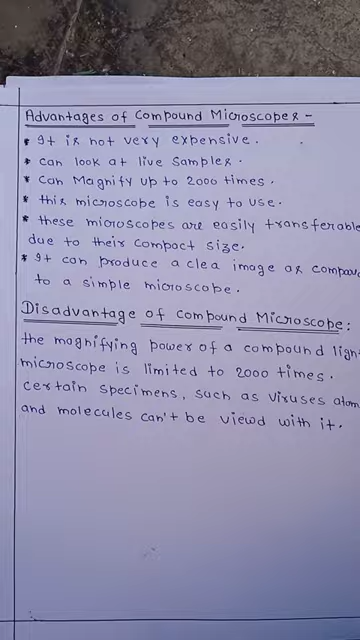 Advantages of Compound Microscopes -
* It is not very expensive.
* can look at live samples.
* Can Magnify up to 2000 times.
* this microscope is easy to use.
* these microscopes are easily transferable
due to their compact size.
* It can produce a clea image as compar
to a simple microscope.
Disadvantage of Compound Microscope:
the magnifying power of a compound ligh
microscope is limited to 2000 times.
certain specimens, such as viruses atom
and molecules can't be viewd with it.